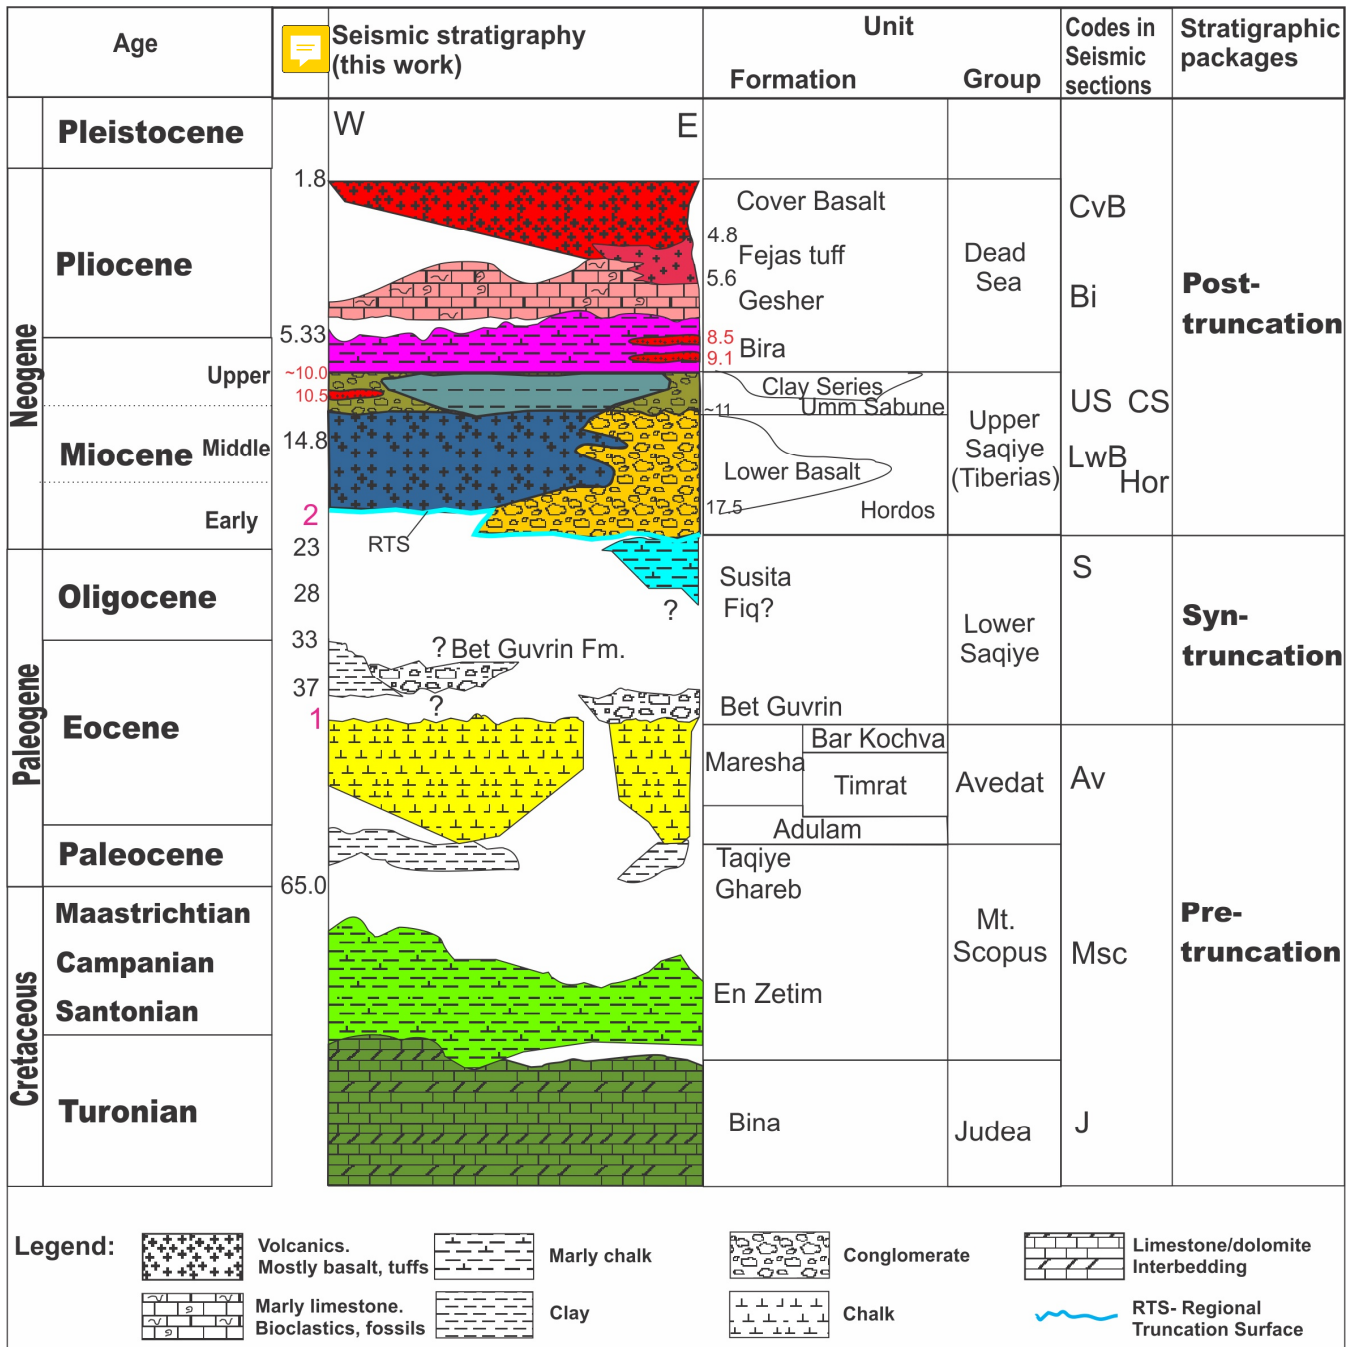 Age
Seismic stratigraphy
(this work)
Unit
Formation
Group
Codes in
Seismic
sections
Stratigraphic
packages
W
E
Pleistocene
Neogene
Pliocene
Miocene
Upper
Middle
Early
Paleogene
Oligocene
Eocene
Paleocene
Cretaceous
Maastrichtian
Campanian
Santonian
Turonian
1.8
5.33
~10.0
10.5
14.8
2
23
28
33
37
1
65.0
RTS
?
? Bet Guvrin Fm.
?
4.8
5.6
8.5
9.1
~11
17.5
Cover Basalt
Fejas tuff
Gesher
Bira
Clay Series
Umm Sabune
Lower Basalt
Hordos
Susita
Fiq?
Bet Guvrin
Maresha
Bar Kochva
Timrat
Adulam
Taqiye
Ghareb
En Zetim
Bina
Dead
Sea
Upper
Saqiye
(Tiberias)
Lower
Saqiye
Avedat
Mt.
Scopus
Judea
CvB
Bi
US CS
LwB
Hor
S
Av
Msc
J
Post-
truncation
Syn-
truncation
Pre-
truncation
Legend:
Volcanics.
Mostly basalt, tuffs
Marly chalk
Conglomerate
Limestone/dolomite
Interbedding
Marly limestone.
Bioclastics, fossils
Clay
Chalk
RTS- Regional
Truncation Surface